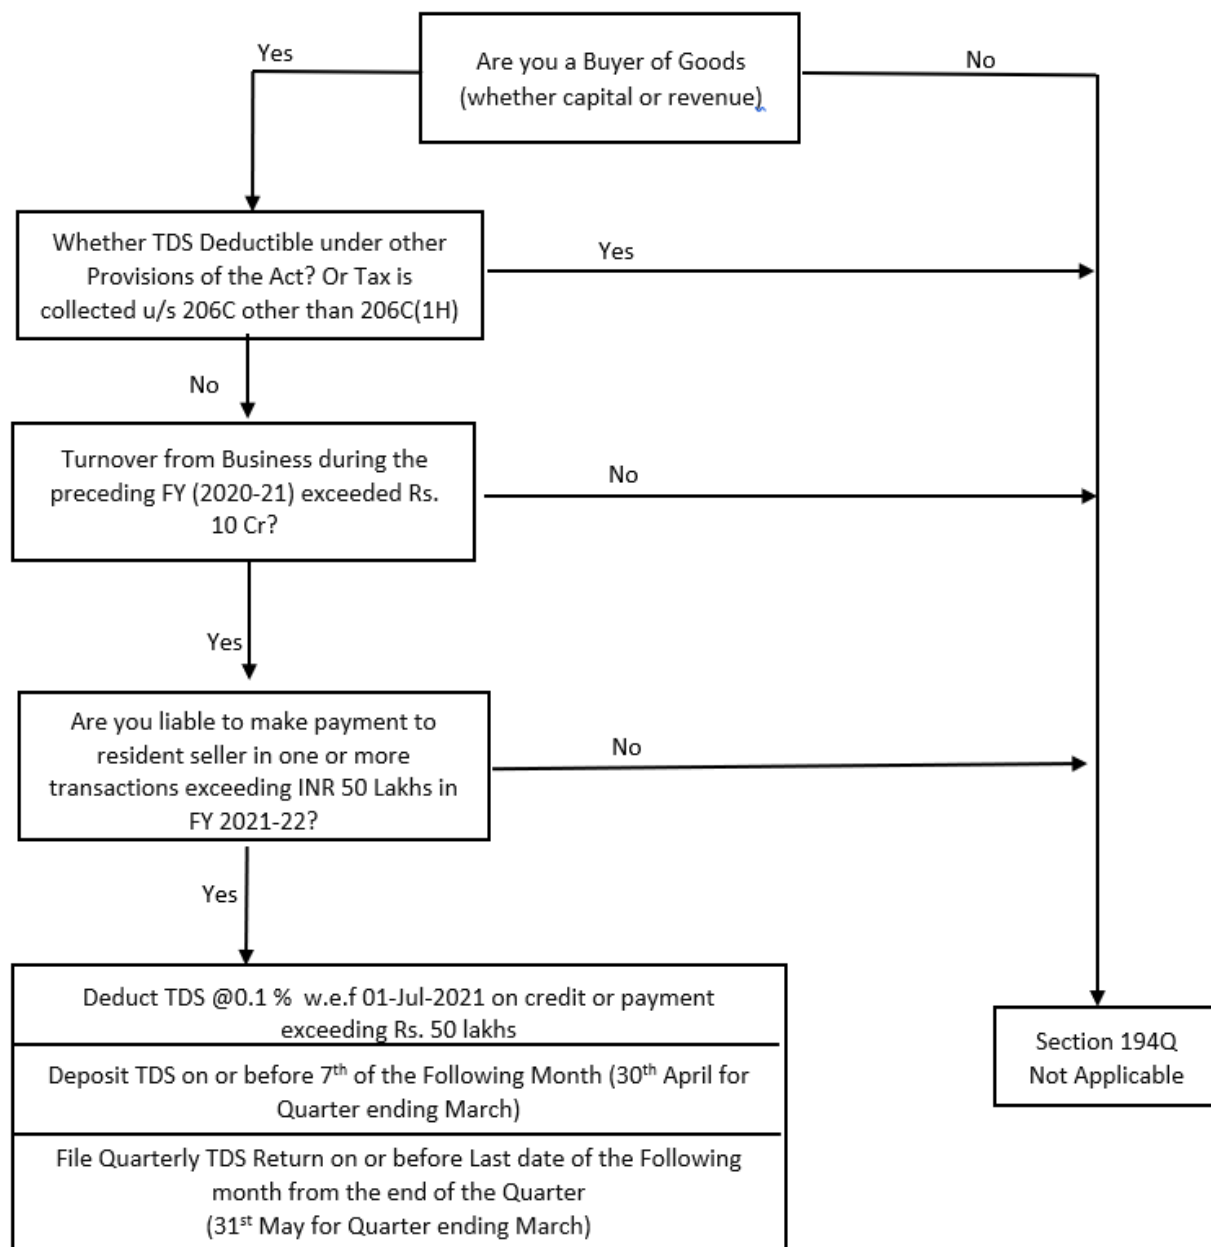 Yes
Are you a Buyer of Goods
(whether capital or revenue)
No
Whether TDS Deductible under other
Provisions of the Act? Or Tax is
collected u/s 206C other than 206C(1H)
Yes
No
Turnover from Business during the
preceding FY (2020-21) exceeded Rs.
10 Cr?
No
Yes
Are you liable to make payment to
resident seller in one or more
transactions exceeding INR 50 Lakhs in
FY 2021-22?
No
Yes
Deduct TDS @0.1 % w.e.f 01-Jul-2021 on credit or payment
exceeding Rs. 50 lakhs
Deposit TDS on or before 7th of the Following Month (30th April for
Quarter ending March)
File Quarterly TDS Return on or before Last date of the Following
month from the end of the Quarter
(31st May for Quarter ending March)
Section 194Q
Not Applicable